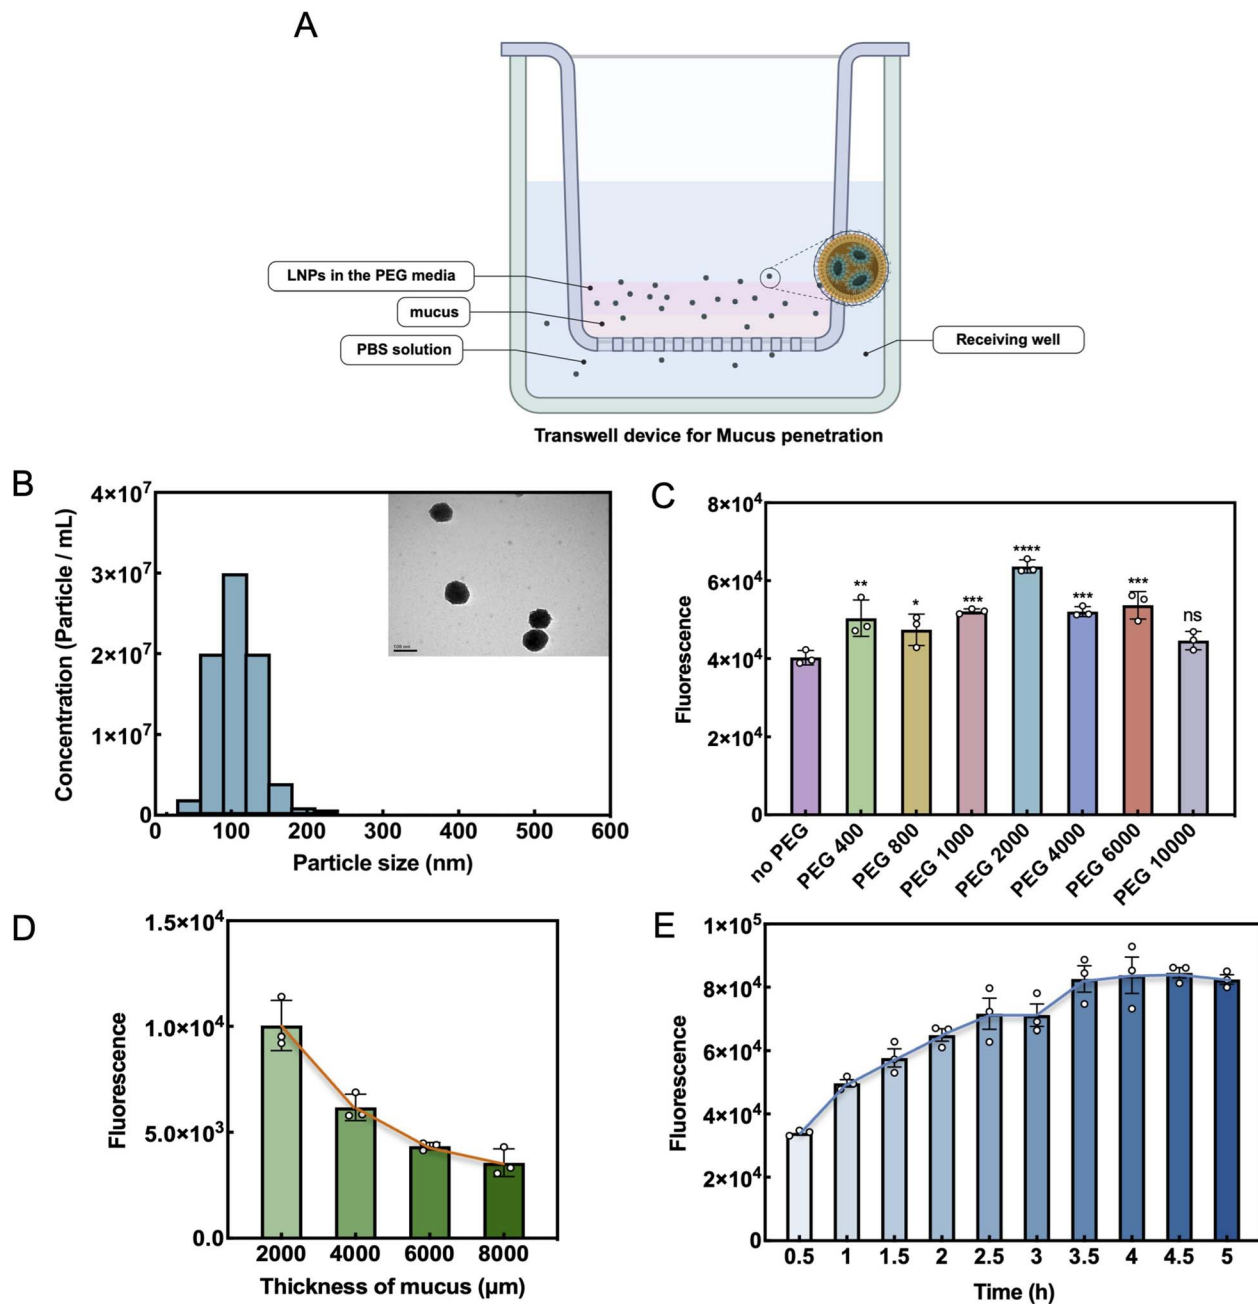 A
LNPs in the PEG media
mucus
PBS solution
Receiving well
Transwell device for Mucus penetration
B
Concentration (Particle / mL)
4×10⁷
3×10⁷
2×10⁷
1×10⁷
0
0 100 200 300 400 500 600
Particle size (nm)
C
Fluorescence
8×10⁴
6×10⁴
4×10⁴
2×10⁴
0
** * *** **** *** *** ns
no PEG
PEG 400
PEG 800
PEG 1000
PEG 2000
PEG 4000
PEG 6000
PEG 10000
D
Fluorescence
1.5×10⁴
1.0×10⁴
5.0×10³
0.0
2000 4000 6000 8000
Thickness of mucus (μm)
E
Fluorescence
1×10⁵
8×10⁴
6×10⁴
4×10⁴
2×10⁴
0
0.5 1 1.5 2 2.5 3 3.5 4 4.5 5
Time (h)